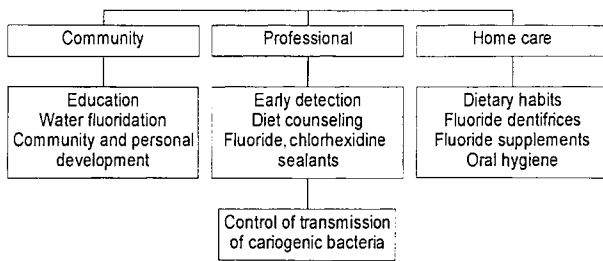 Community
Professional
Home care
Education
Water fluoridation
Community and personal
development
Early detection
Diet counseling
Fluoride, chlorhexidine
sealants
Dietary habits
Fluoride dentifrices
Fluoride supplements
Oral hygiene
Control of transmission
of cariogenic bacteria